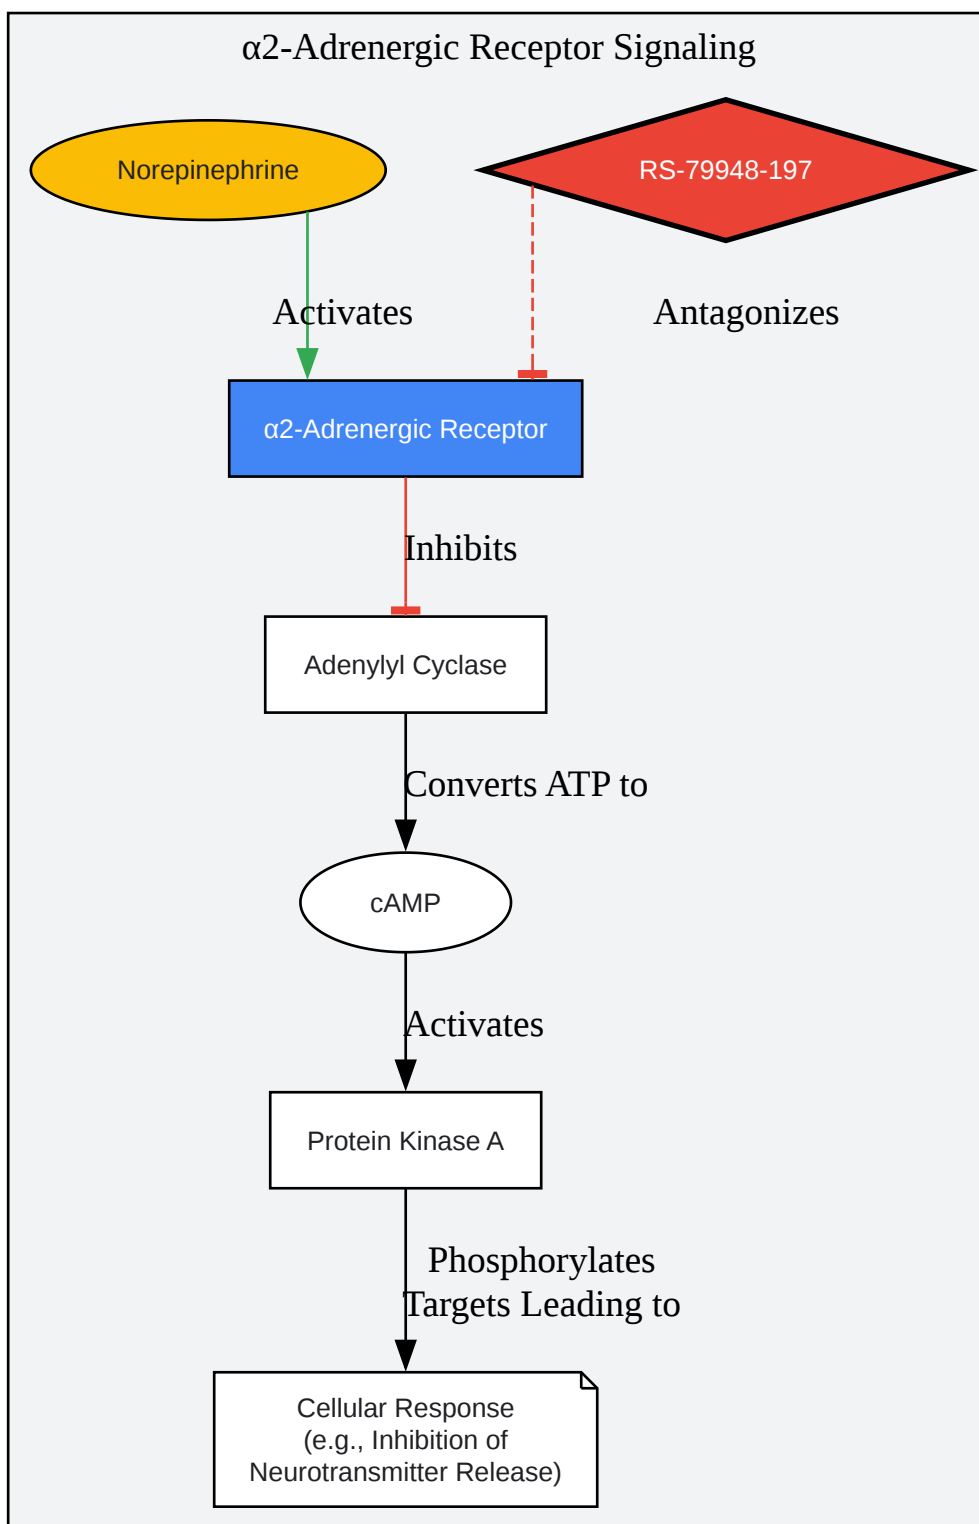 α2-Adrenergic Receptor Signaling
Norepinephrine
RS-79948-197
Activates
Antagonizes
α2-Adrenergic Receptor
Inhibits
Adenylyl Cyclase
Converts ATP to
cAMP
Activates
Protein Kinase A
Phosphorylates
Targets Leading to
Cellular Response
(e.g., Inhibition of
Neurotransmitter Release)